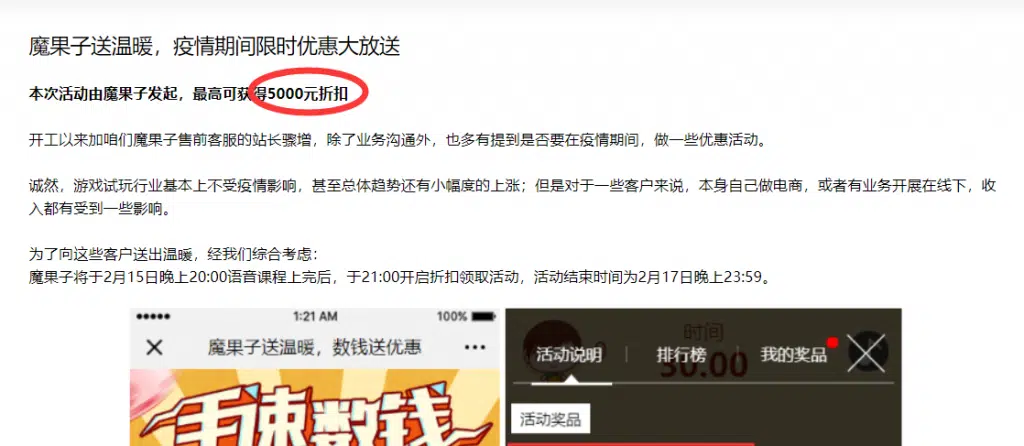 魔果子送温暖，疫情期间限时优惠大放送
本次活动由魔果子发起，最高可获得5000元折扣
开工以来加咱们魔果子售前客服的站长骤增，除了业务沟通外，也多有提到是否要在疫情期间，做一些优惠活动。
诚然，游戏试玩行业基本上不受疫情影响，甚至总体趋势还有小幅度的上涨；但是对于一些客户来说，本身自己做电商，或者有业务开展在线下，收
入都有受到一些影响。
为了向这些客户送出温暖，经我们综合考虑：
魔果子将于2月15日晚上20:00语音课程上完后，于21:00开启折扣领取活动，活动结束时间为2月17日晚上23:59。
1:21 AM 100%
魔果子送温暖，数钱送优惠
手速数钱
时间
30.00
活动说明 排行榜 我的奖品
活动奖品